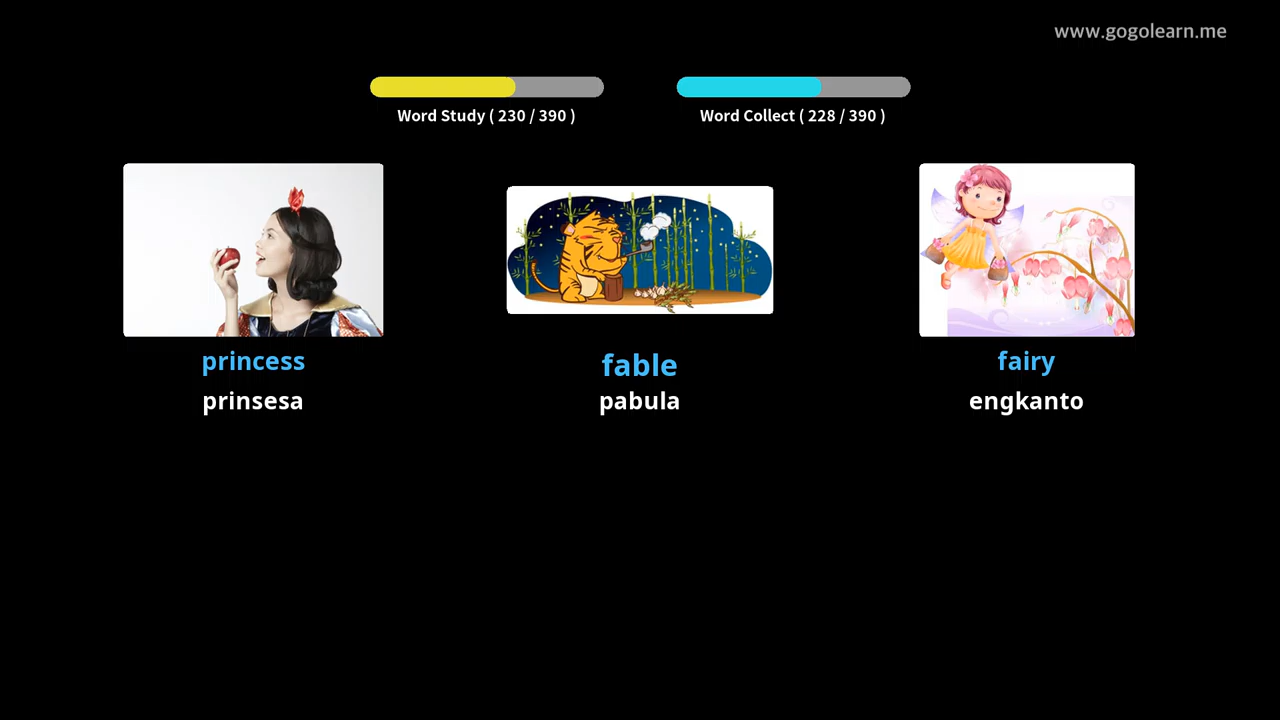 www.gogolearn.me
Word Study ( 230 / 390 )
Word Collect ( 228 / 390 )
princess
prinsesa
fable
pabula
fairy
engkanto